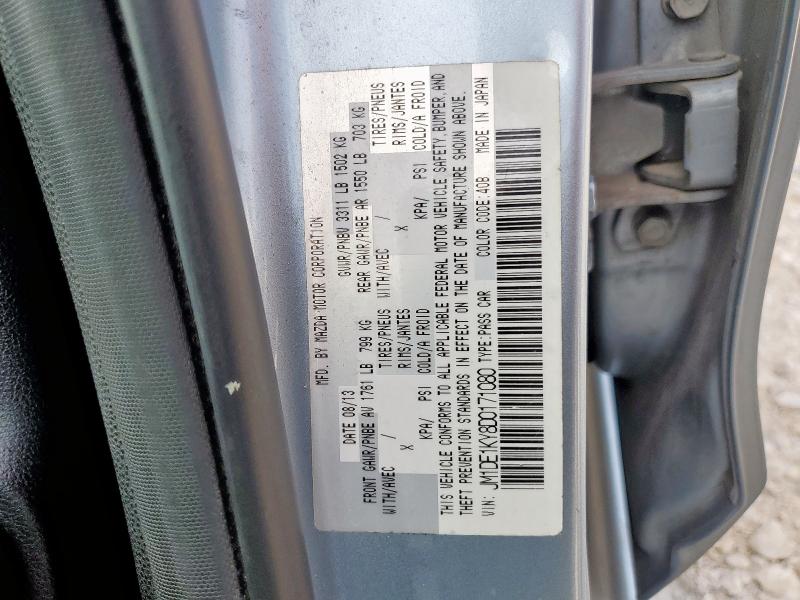 MFD. BY MAZDA MOTOR CORPORATION
DATE 08/13 GVWR/PNBV 3311 LB 1502 KG
FRONT GAWR/PNBE AV 1761 LB 799 KG REAR GAWR/PNBE AR 1550 LB 703 KG
WITH/AVEC / TIRES/PNEUS WITH/AVEC / TIRES/PNEUS
X RIMS/JANTES X RIMS/JANTES
KPA/ PSI COLD/A FROID KPA/ PSI COLD/A FROID
THIS VEHICLE CONFORMS TO ALL APPLICABLE FEDERAL MOTOR VEHICLE SAFETY, BUMPER, AND
THEFT PREVENTION STANDARDS IN EFFECT ON THE DATE OF MANUFACTURE SHOWN ABOVE.
VIN: JM1DE1KY8D0171080 TYPE:PASS CAR COLOR CODE:40B MADE IN JAPAN